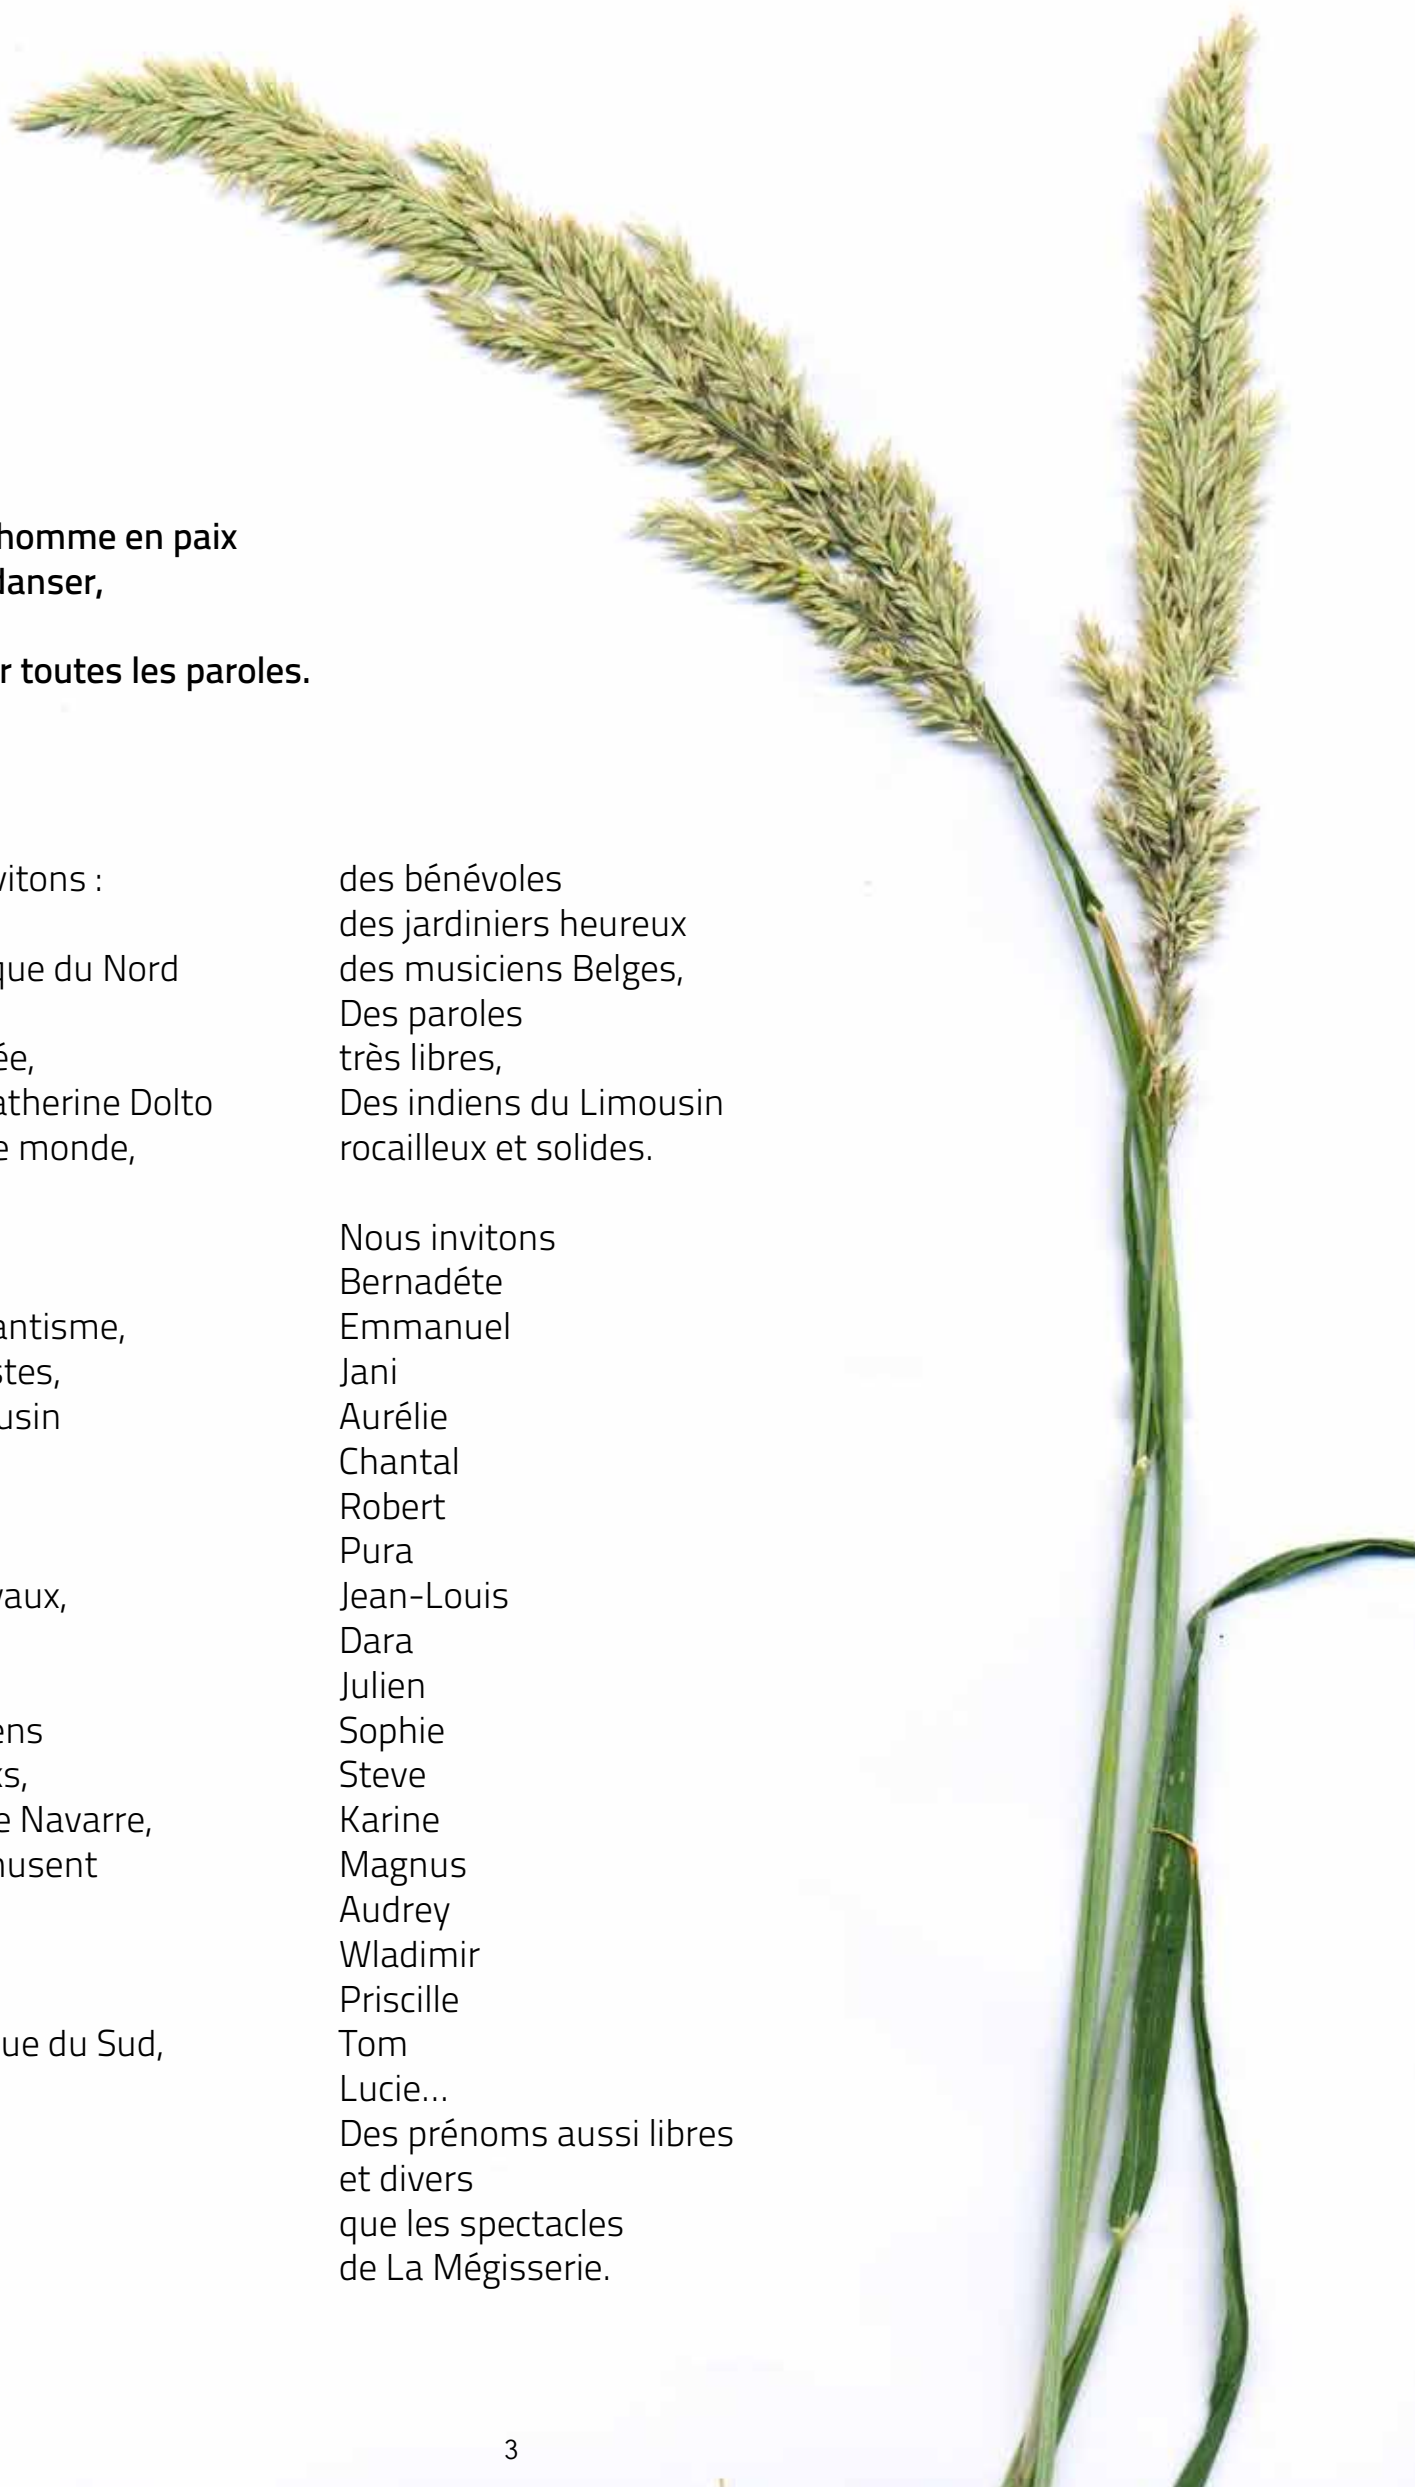 homme en paix
danser,
r toutes les paroles.
vitons :
que du Nord
ée,
atherine Dolto
e monde,
antisme,
stes,
usin
vaux,
ens
ks,
e Navarre,
musent
ue du Sud,
des bénévoles
des jardiniers heureux
des musiciens Belges,
Des paroles
très libres,
Des indiens du Limousin
rocailleux et solides.
Nous invitons
Bernadéte
Emmanuel
Jani
Aurélie
Chantal
Robert
Pura
Jean-Louis
Dara
Julien
Sophie
Steve
Karine
Magnus
Audrey
Wladimir
Priscille
Tom
Lucie…
Des prénoms aussi libres
et divers
que les spectacles
de La Mégisserie.
3